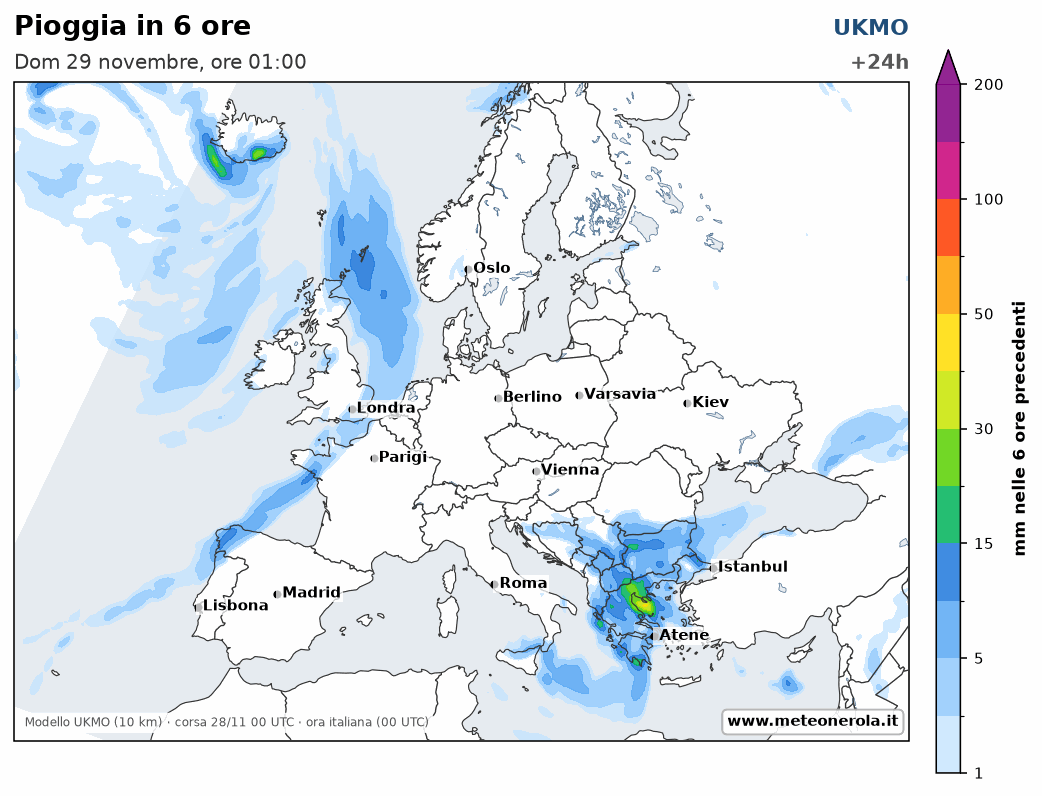 Pioggia in 6 ore
UKMO
Dom 29 novembre, ore 01:00
+24h
200
100
50
30
15
5
1
mm nelle 6 ore precedenti
Oslo
Londra
Berlino
Varsavia
Kiev
Parigi
Vienna
Istanbul
Roma
Madrid
Lisbona
Atene
Modello UKMO (10 km) · corsa 28/11 00 UTC · ora italiana (00 UTC)
www.meteonerola.it